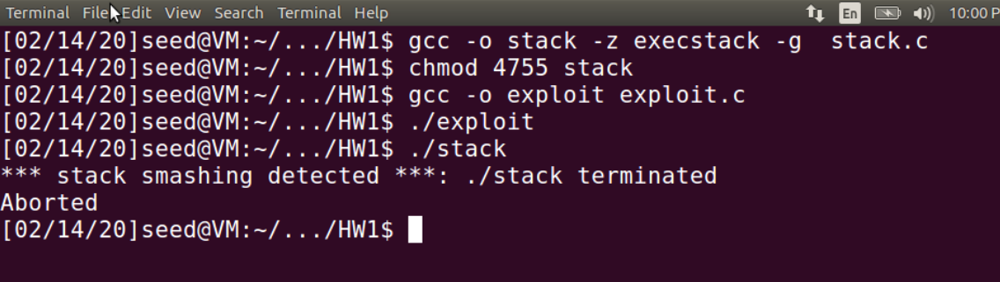 Terminal File Edit View Search Terminal Help En 10:00 P
[02/14/20]seed@VM:~/.../HW1$ gcc -o stack -z execstack -g  stack.c
[02/14/20]seed@VM:~/.../HW1$ chmod 4755 stack
[02/14/20]seed@VM:~/.../HW1$ gcc -o exploit exploit.c
[02/14/20]seed@VM:~/.../HW1$ ./exploit
[02/14/20]seed@VM:~/.../HW1$ ./stack
*** stack smashing detected ***: ./stack terminated
Aborted
[02/14/20]seed@VM:~/.../HW1$